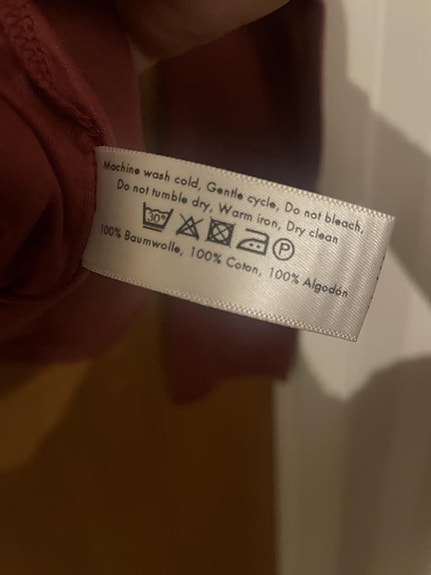 Machine wash cold, Gentle cycle, Do not bleach,
Do not tumble dry, Warm iron, Dry clean
30° P
100% Baumwolle, 100% Coton, 100% Algodón